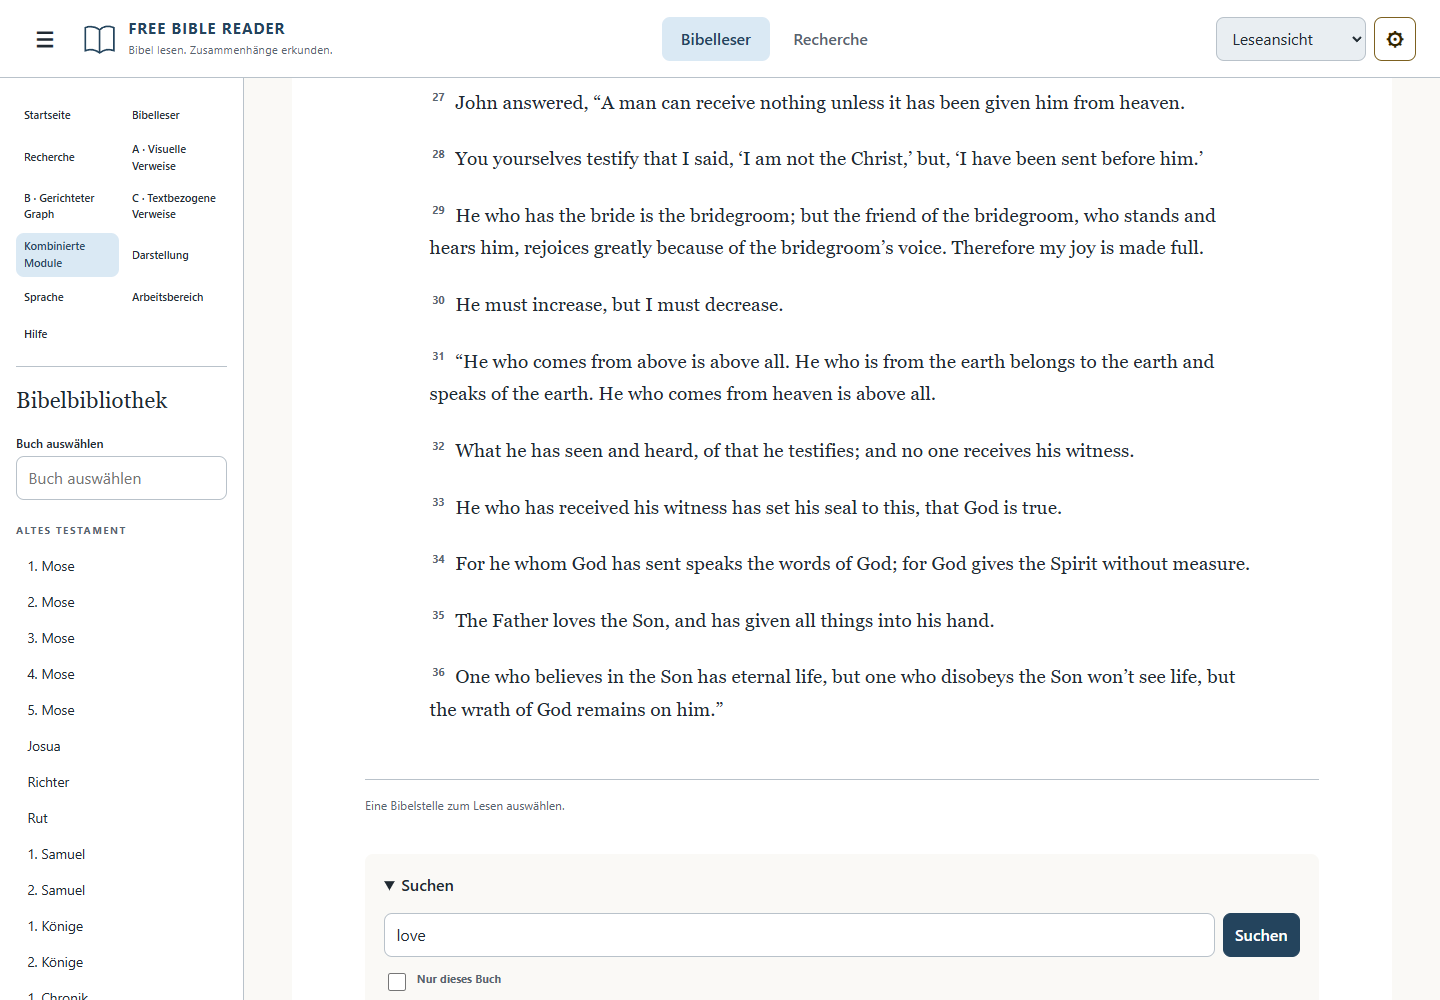 FREE BIBLE READER
Bibel lesen. Zusammenhänge erkunden.
Bibelleser
Recherche
Leseansicht
Startseite
Bibelleser
Recherche
A · Visuelle
Verweise
B · Gerichteter
Graph
C · Textbezogene
Verweise
Kombinierte
Module
Darstellung
Sprache
Arbeitsbereich
Hilfe
Bibelbibliothek
Buch auswählen
Buch auswählen
ALTES TESTAMENT
1. Mose
2. Mose
3. Mose
4. Mose
5. Mose
Josua
Richter
Rut
1. Samuel
2. Samuel
1. Könige
2. Könige
1. Chronik
27 John answered, “A man can receive nothing unless it has been given him from heaven.
28 You yourselves testify that I said, ‘I am not the Christ,’ but, ‘I have been sent before him.’
29 He who has the bride is the bridegroom; but the friend of the bridegroom, who stands and
hears him, rejoices greatly because of the bridegroom’s voice. Therefore my joy is made full.
30 He must increase, but I must decrease.
31 “He who comes from above is above all. He who is from the earth belongs to the earth and
speaks of the earth. He who comes from heaven is above all.
32 What he has seen and heard, of that he testifies; and no one receives his witness.
33 He who has received his witness has set his seal to this, that God is true.
34 For he whom God has sent speaks the words of God; for God gives the Spirit without measure.
35 The Father loves the Son, and has given all things into his hand.
36 One who believes in the Son has eternal life, but one who disobeys the Son won’t see life, but
the wrath of God remains on him.”
Eine Bibelstelle zum Lesen auswählen.
▼ Suchen
love
Suchen
Nur dieses Buch